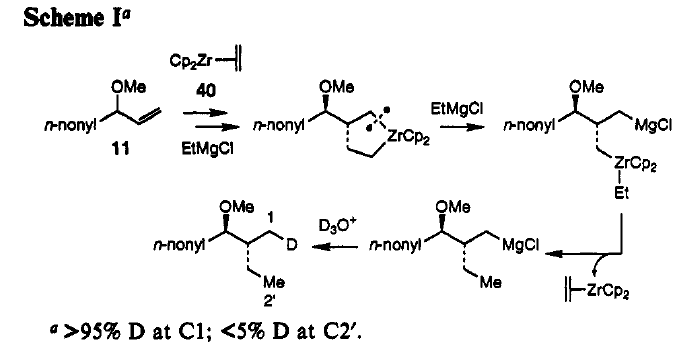 Scheme Iᵃ
Cp₂Zr
OMe
40
n-nonyl
11
EtMgCl
OMe
n-nonyl
ZrCp₂
EtMgCl
OMe
n-nonyl
MgCl
ZrCp₂
Et
OMe
1
n-nonyl
D
Me
2'
D₃O⁺
OMe
n-nonyl
MgCl
Me
ZrCp₂
ᵃ >95% D at C1; <5% D at C2′.